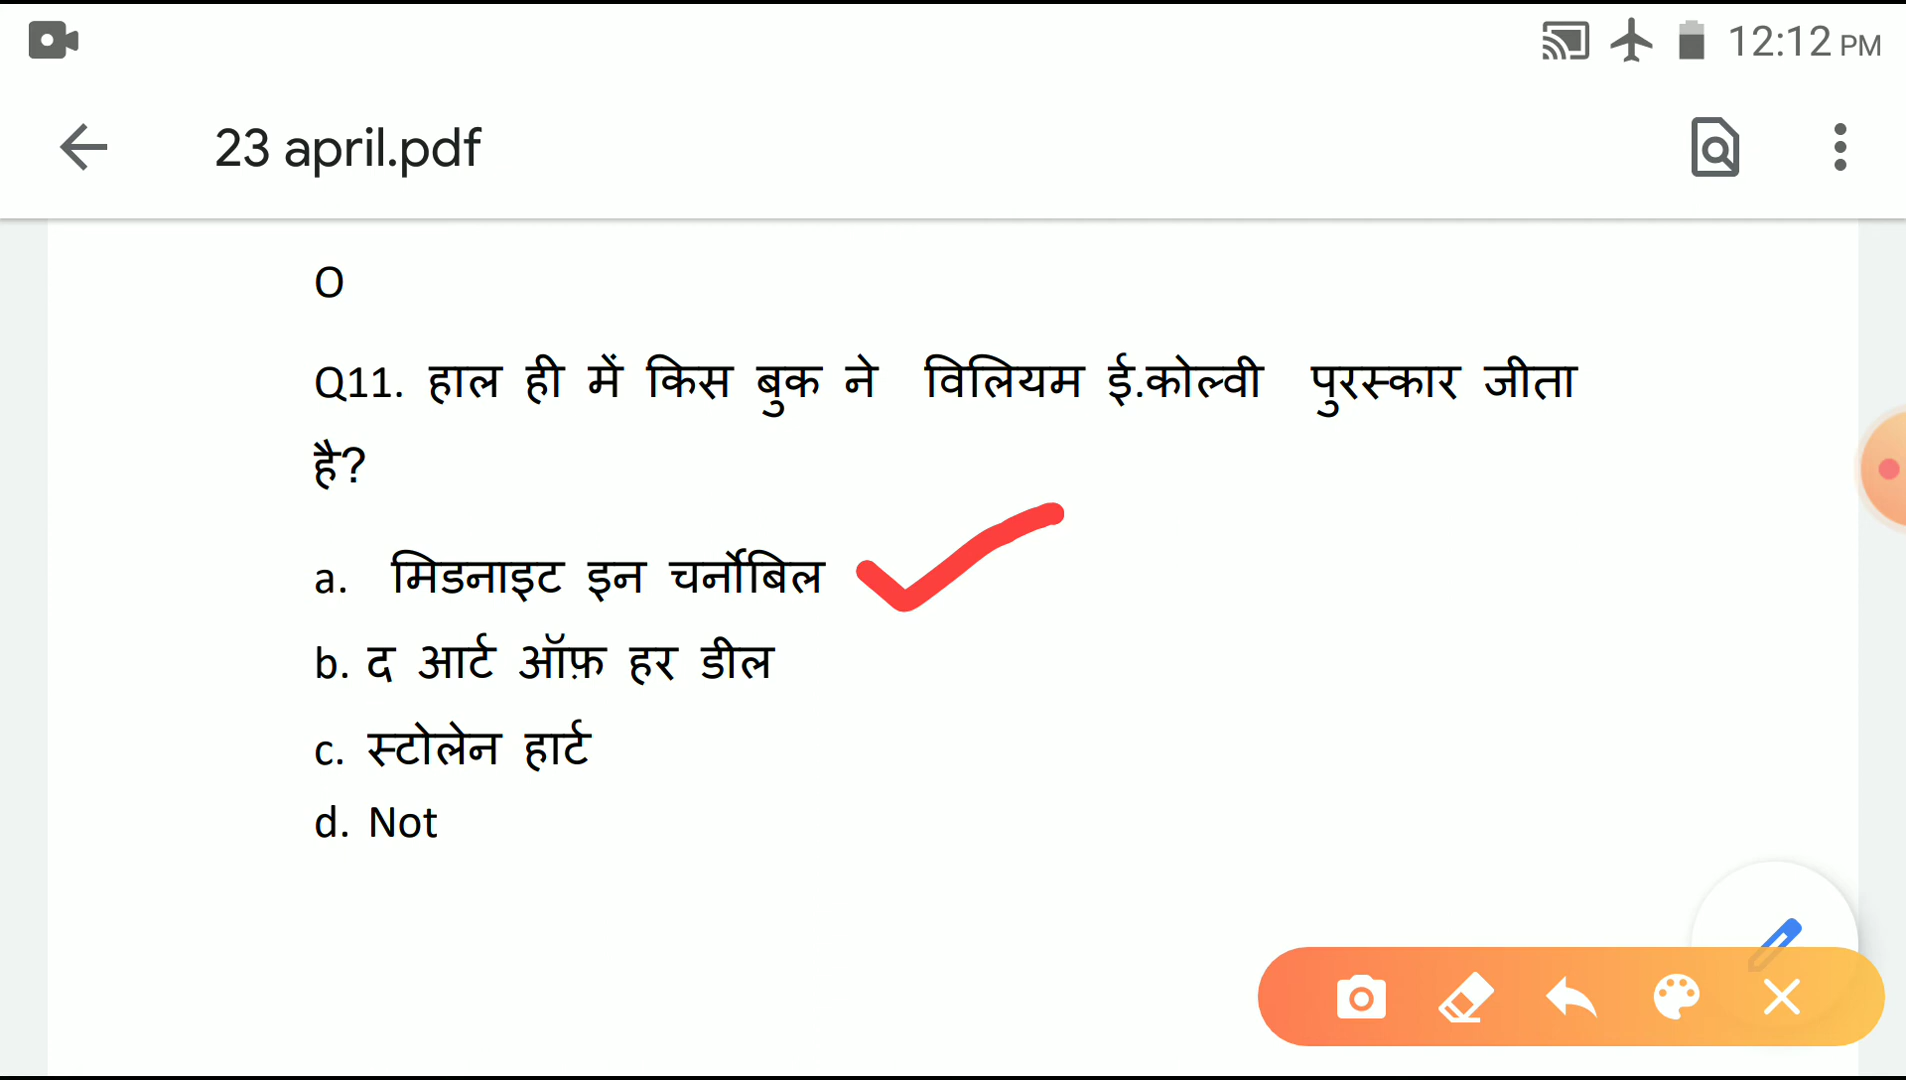 12:12 PM
23 april.pdf
O
Q11. हाल ही में किस बुक ने विलियम ई.कोल्वी पुरस्कार जीता
है?
a. मिडनाइट इन चर्नोबिल
b. द आर्ट ऑफ़ हर डील
c. स्टोलेन हार्ट
d. Not